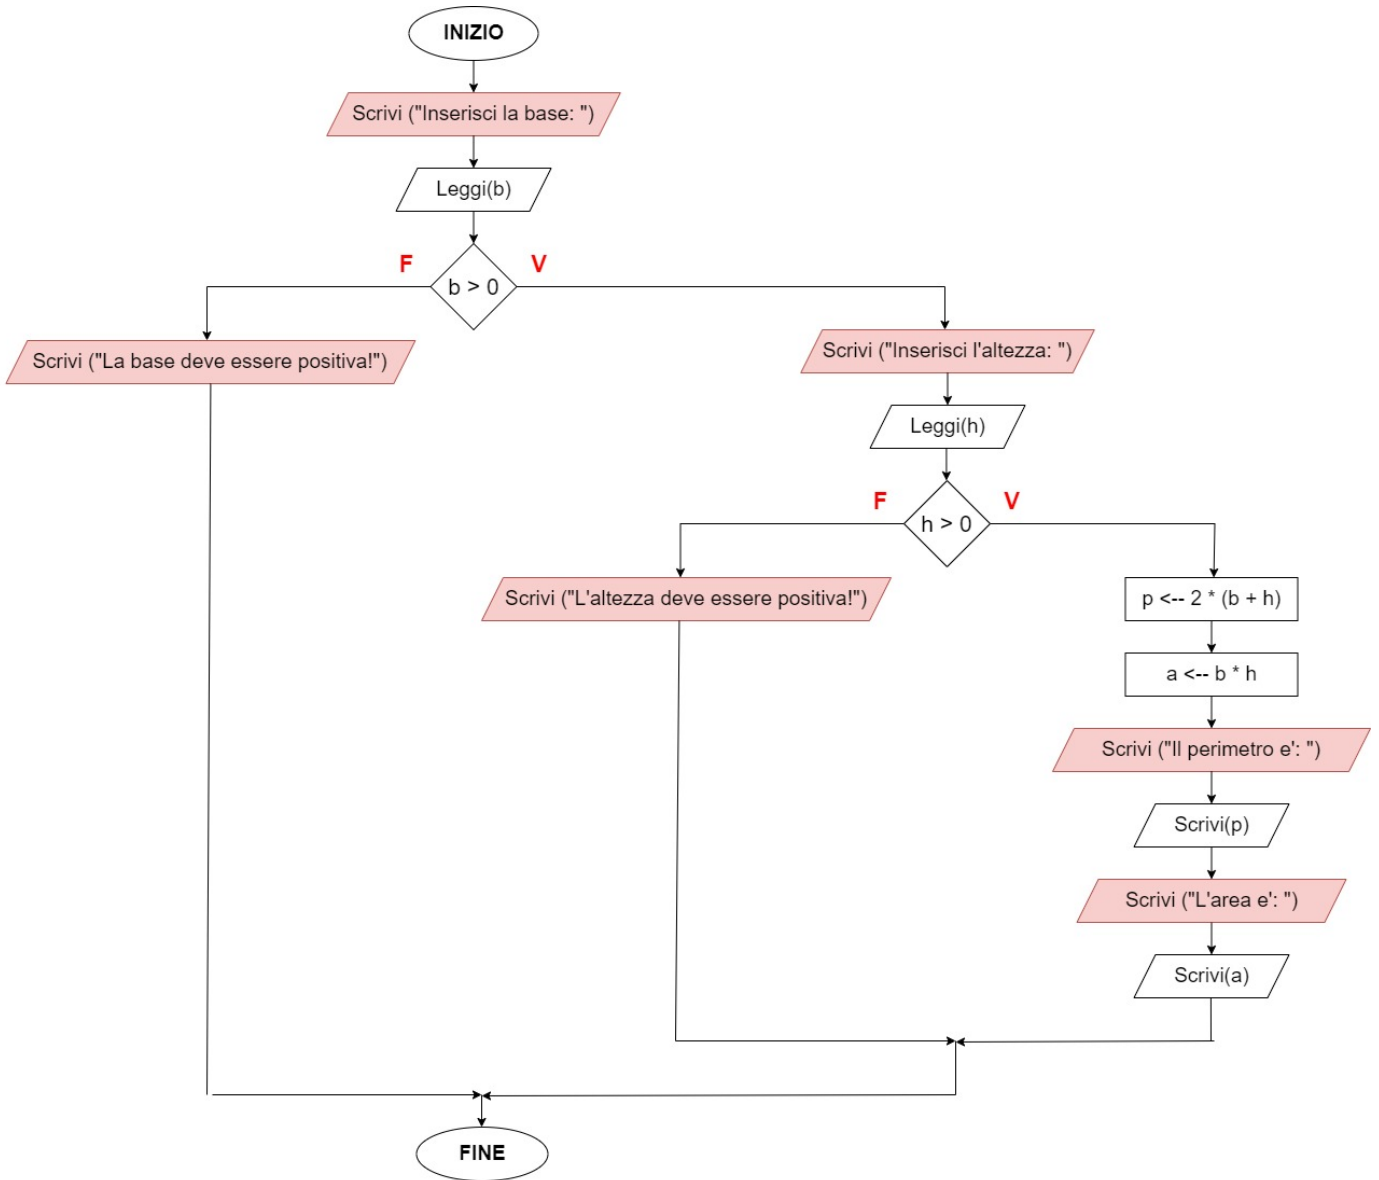 INIZIO
Scrivi ("Inserisci la base: ")
Leggi(b)
F
V
b > 0
Scrivi ("La base deve essere positiva!")
Scrivi ("Inserisci l'altezza: ")
Leggi(h)
F
V
h > 0
Scrivi ("L'altezza deve essere positiva!")
p <-- 2 * (b + h)
a <-- b * h
Scrivi ("Il perimetro e': ")
Scrivi(p)
Scrivi ("L'area e': ")
Scrivi(a)
FINE